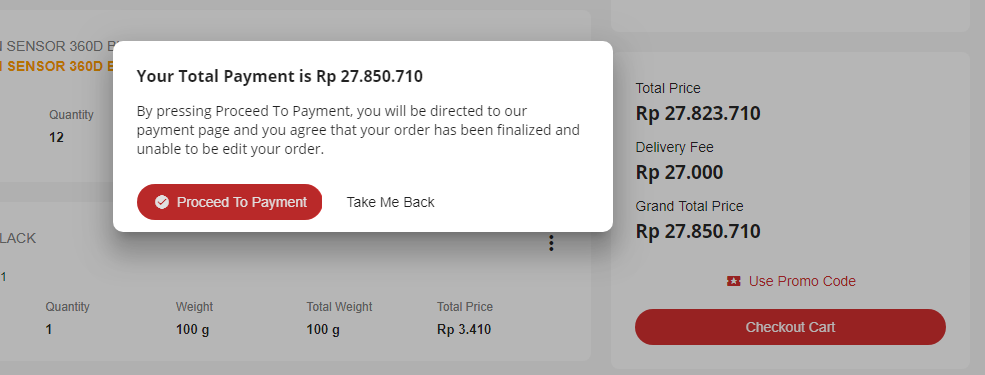 SENSOR 360D
SENSOR 360D
Quantity
12
Your Total Payment is Rp 27.850.710
By pressing Proceed To Payment, you will be directed to our
payment page and you agree that your order has been finalized and
unable to be edit your order.
Proceed To Payment
Take Me Back
LACK
1
Quantity
Weight
Total Weight
Total Price
1
100 g
100 g
Rp 3.410
Total Price
Rp 27.823.710
Delivery Fee
Rp 27.000
Grand Total Price
Rp 27.850.710
Use Promo Code
Checkout Cart